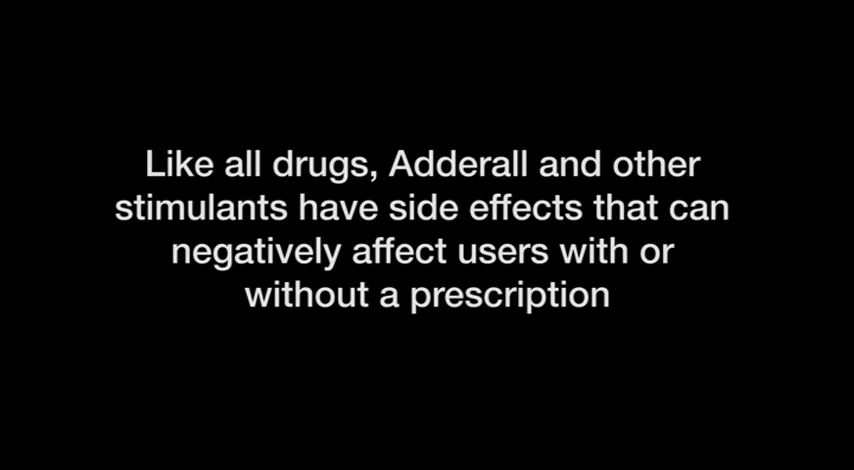 Like all drugs, Adderall and other
stimulants have side effects that can
negatively affect users with or
without a prescription